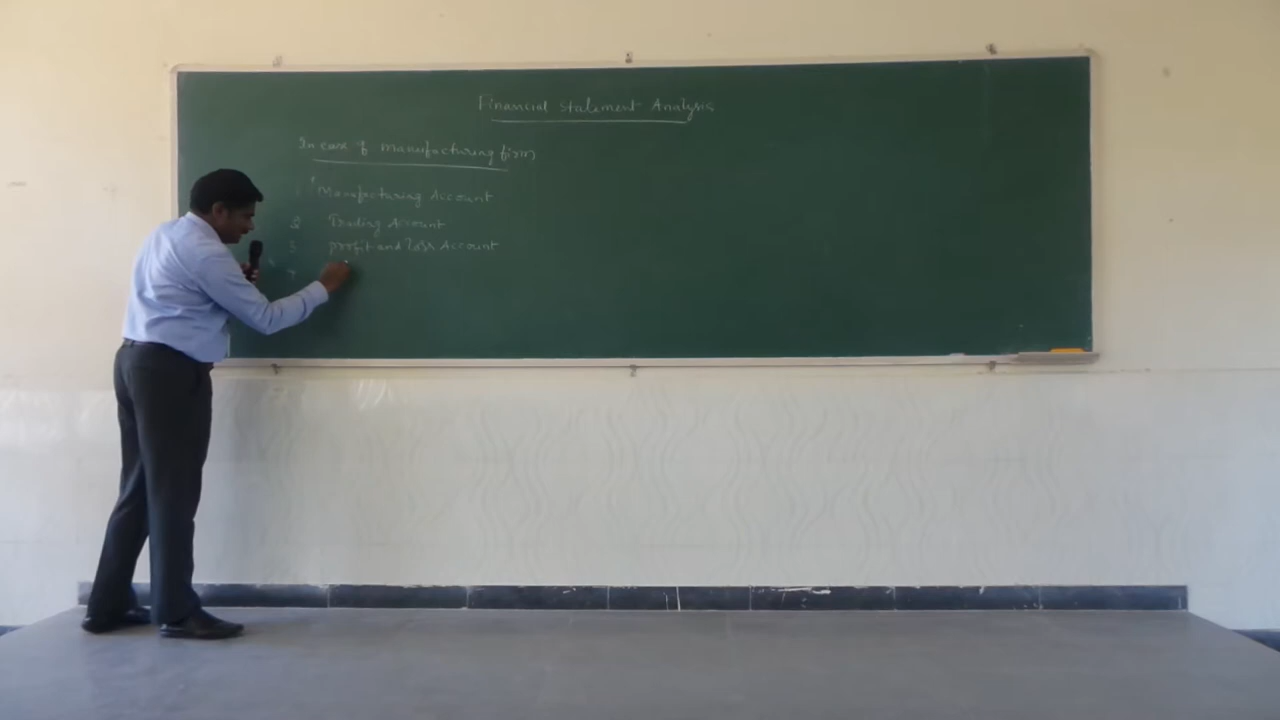 Financial Statement Analysis
In case of manufacturing firm
1 Manufacturing Account
2 Trading Account
3 profit and loss Account